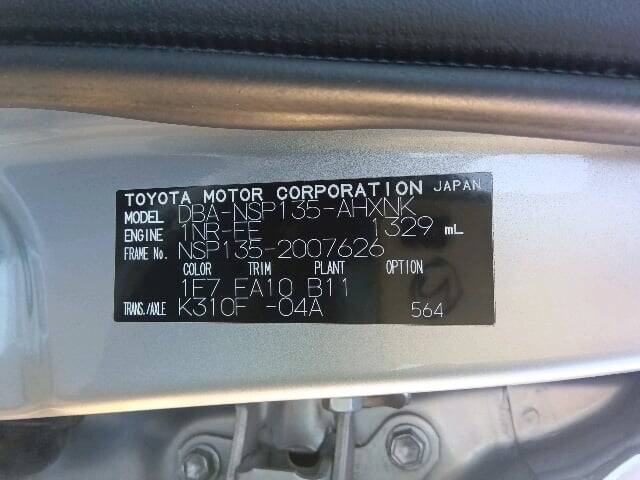 TOYOTA MOTOR CORPORATION JAPAN
MODEL DBA-NSP135-AHXNK
ENGINE 1NR-FE 1329 mL
FRAME No. NSP135-2007626
COLOR TRIM PLANT OPTION
1F7 FA10 B11
TRANS./AXLE K310F -04A 564